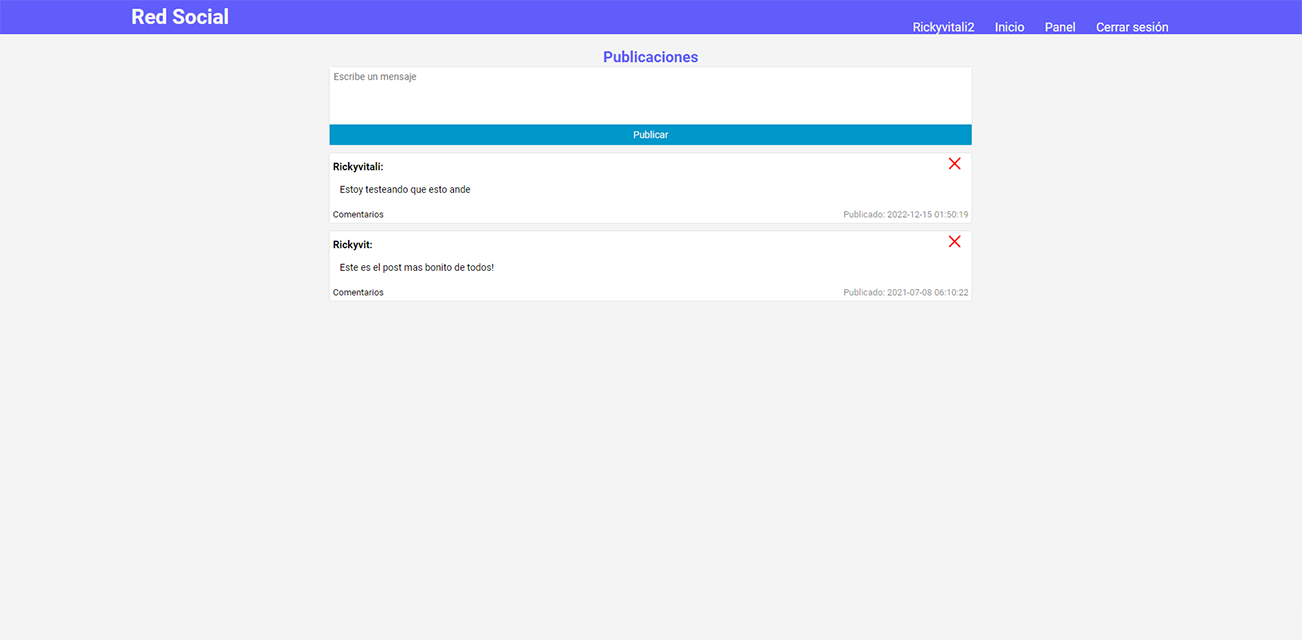 Red Social
Rickyvitali2 Inicio Panel Cerrar sesión
Publicaciones
Escribe un mensaje
Publicar
Rickyvitali:
Estoy testeando que esto ande
Comentarios Publicado: 2022-12-15 01:50:19
Rickyvit:
Este es el post mas bonito de todos!
Comentarios Publicado: 2021-07-08 06:10:22